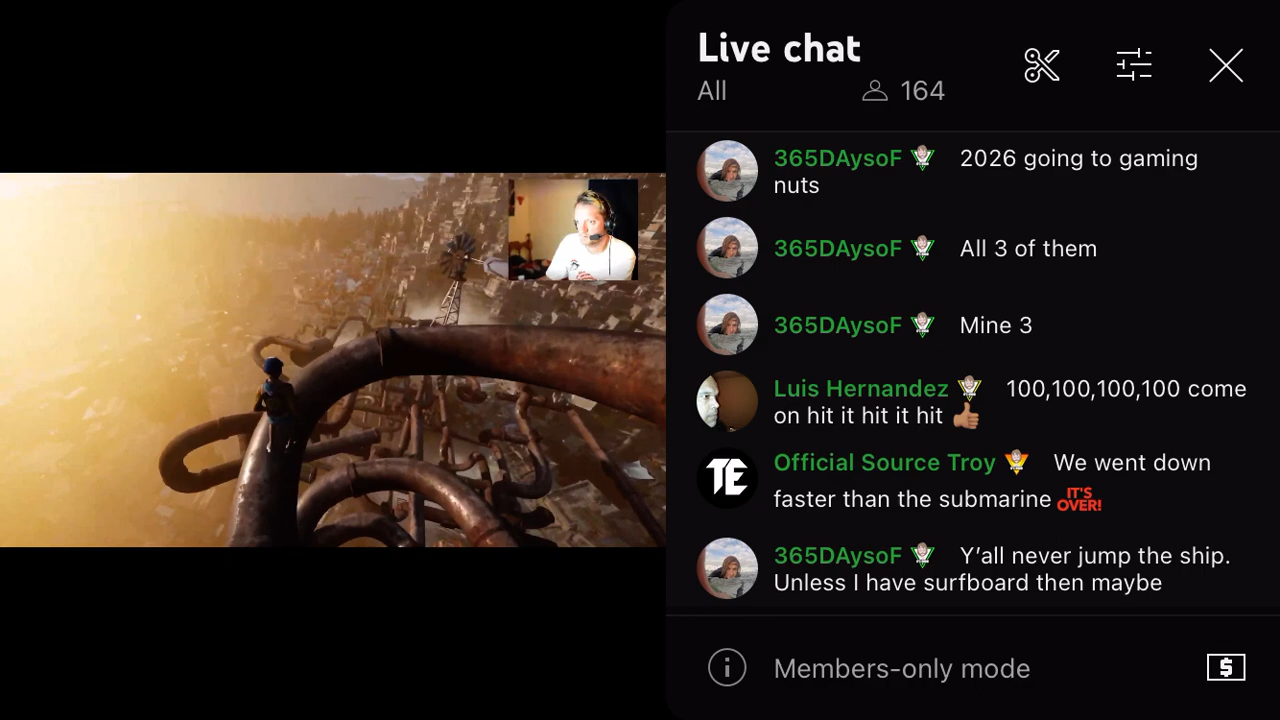 Live chat
All
164
365DAysoF 2026 going to gaming
nuts
365DAysoF All 3 of them
365DAysoF Mine 3
Luis Hernandez 100,100,100,100 come
on hit it hit it hit
TE
Official Source Troy We went down
faster than the submarine IT'S OVER!
365DAysoF Y’all never jump the ship.
Unless I have surfboard then maybe
Members-only mode